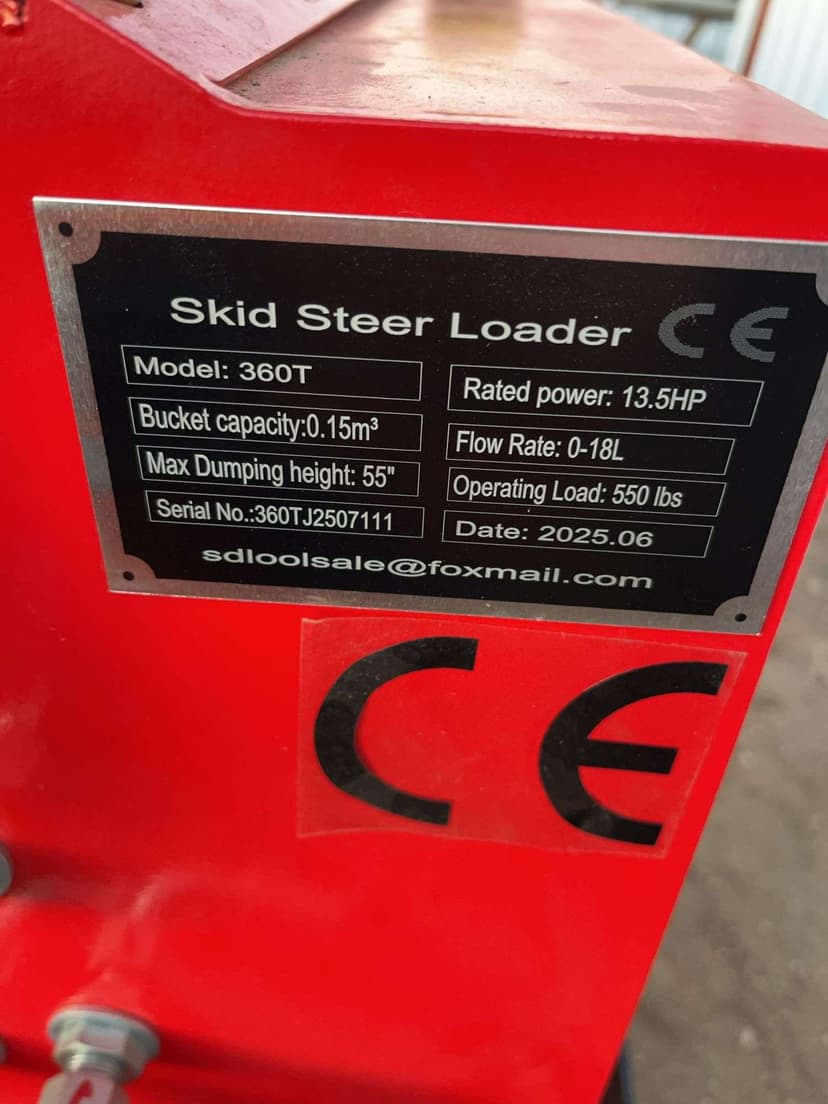 Skid Steer Loader CE
Model: 360T
Rated power: 13.5HP
Bucket capacity:0.15m³
Flow Rate: 0-18L
Max Dumping height: 55"
Operating Load: 550 lbs
Serial No.:360TJ2507111
Date: 2025.06
sdloolsale@foxmail.com
CE